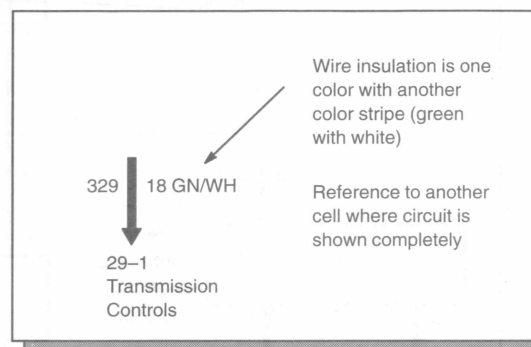 Wire insulation is one
color with another
color stripe (green
with white)
329 18 GN/WH
Reference to another
cell where circuit is
shown completely
29–1
Transmission
Controls